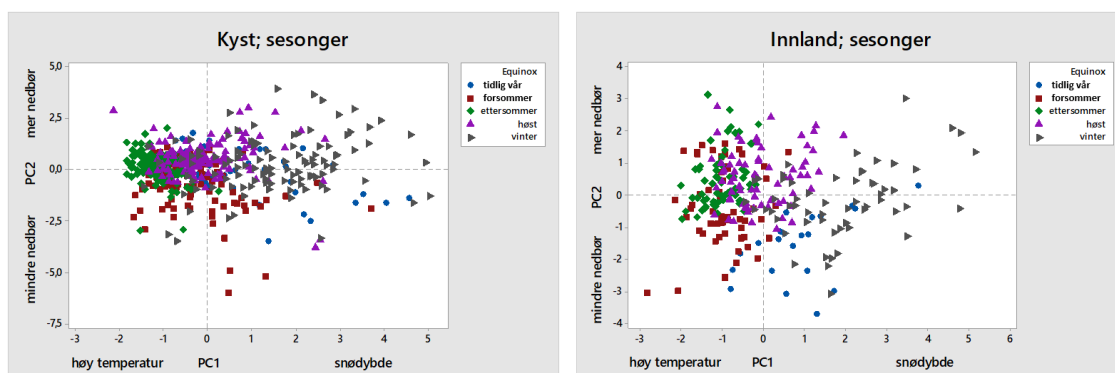 Kyst; sesonger
5,0
2,5
0,0
-2,5
-5,0
-7,5
mer nedbør
PC2
mindre nedbør
-3 -2 -1 0 1 2 3 4 5
høy temperatur PC1 snødybde
Equinox
tidlig vår
forsommer
ettersommer
høst
vinter
Innland; sesonger
4
3
2
1
0
-1
-2
-3
-4
mer nedbør
PC2
mindre nedbør
-3 -2 -1 0 1 2 3 4 5 6
høy temperatur PC1 snødybde
Equinox
tidlig vår
forsommer
ettersommer
høst
vinter